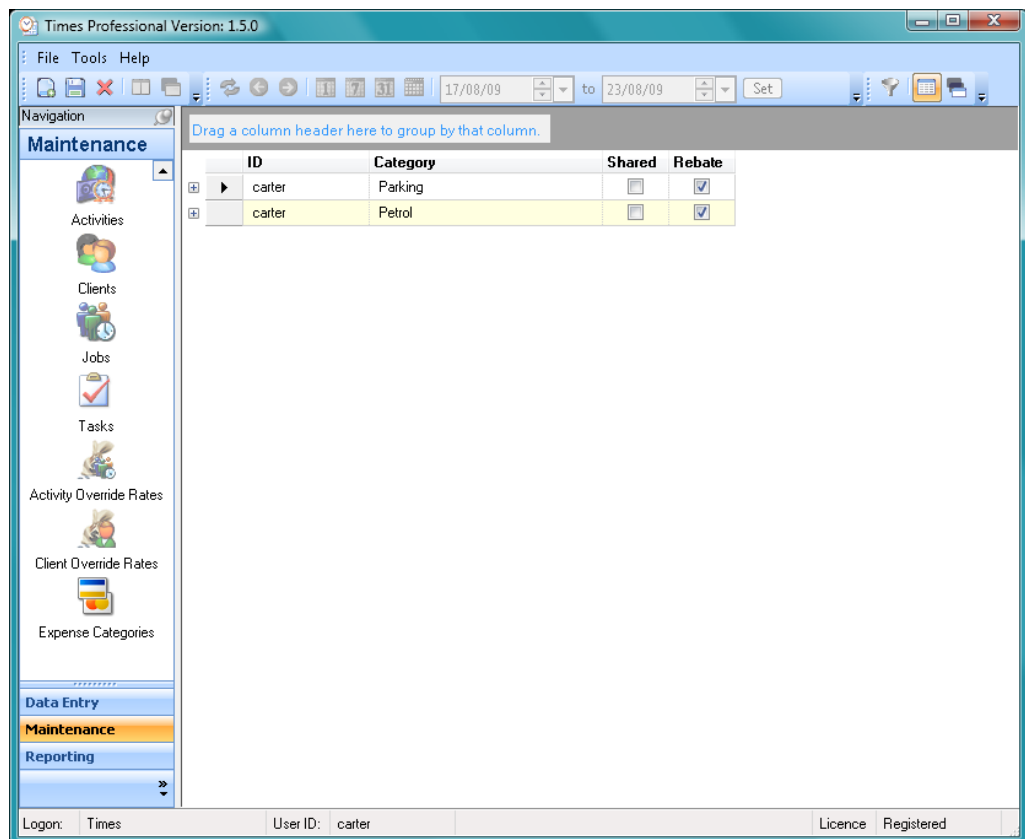 Times Professional Version: 1.5.0
File Tools Help
1 7 31 17/08/09 to 23/08/09 Set
Navigation
Maintenance
Drag a column header here to group by that column.
ID Category Shared Rebate
carter Parking
carter Petrol
Activities
Clients
Jobs
Tasks
Activity Override Rates
Client Override Rates
Expense Categories
Data Entry
Maintenance
Reporting
Logon: Times User ID: carter Licence Registered